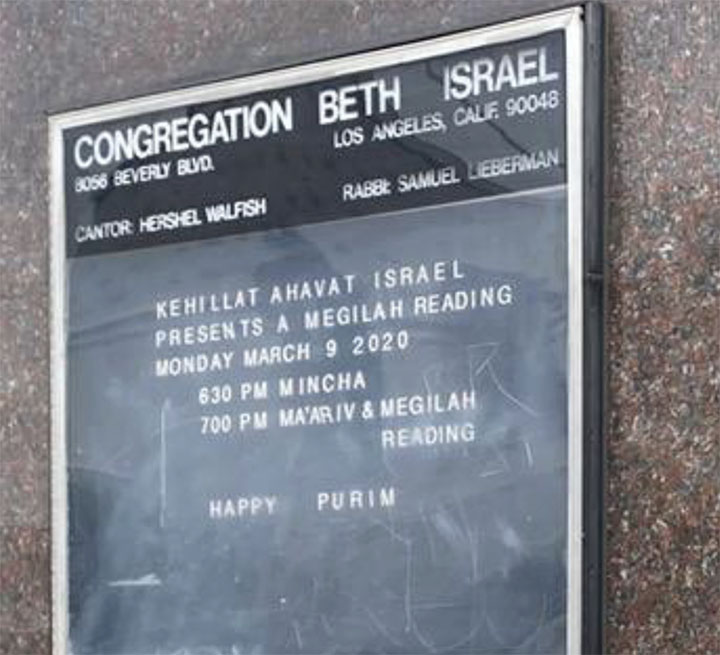 CONGREGATION BETH ISRAEL
8056 BEVERLY BLVD. LOS ANGELES, CALIF. 90048
CANTOR: HERSHEL WALFISH RABBI: SAMUEL LIEBERMAN
KEHILLAT AHAVAT ISRAEL
PRESENTS A MEGILAH READING
MONDAY MARCH 9 2020
630 PM MINCHA
700 PM MA'ARIV & MEGILAH
READING
HAPPY PURIM